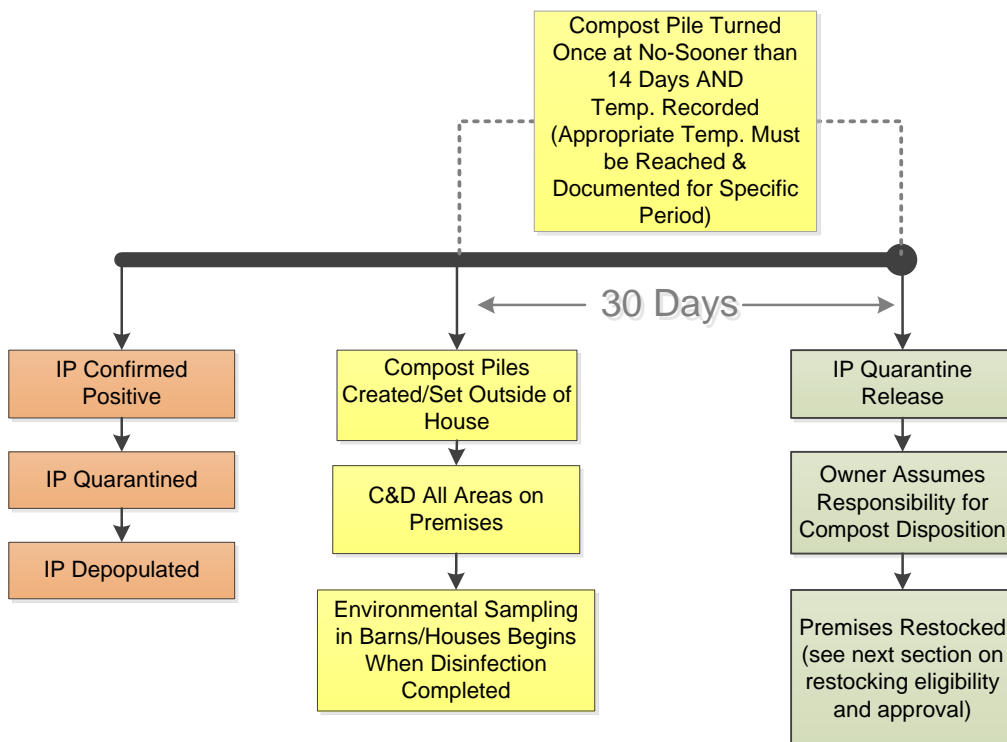 Compost Pile Turned
Once at No-Sooner than
14 Days AND
Temp. Recorded
(Appropriate Temp. Must
be Reached &
Documented for Specific
Period)
30 Days
IP Confirmed
Positive
IP Quarantined
IP Depopulated
Compost Piles
Created/Set Outside of
House
C&D All Areas on
Premises
Environmental Sampling
in Barns/Houses Begins
When Disinfection
Completed
IP Quarantine
Release
Owner Assumes
Responsibility for
Compost Disposition
Premises Restocked
(see next section on
restocking eligibility
and approval)